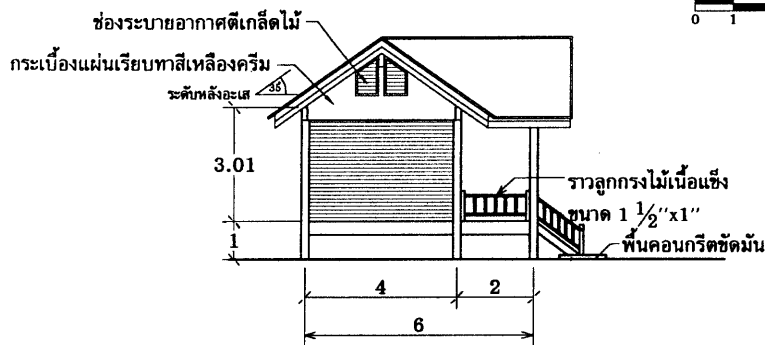 ช่องระบายอากาศตีเกล็ดไม้
0 1
กระเบื้องแผ่นเรียบทาสีเหลืองครีม
ระดับหลังอะเส
3.01
ราวลูกกรงไม้เนื้อแข็ง
ขนาด 1 1/2"x1"
1
พื้นคอนกรีตขัดมัน
4
2
6